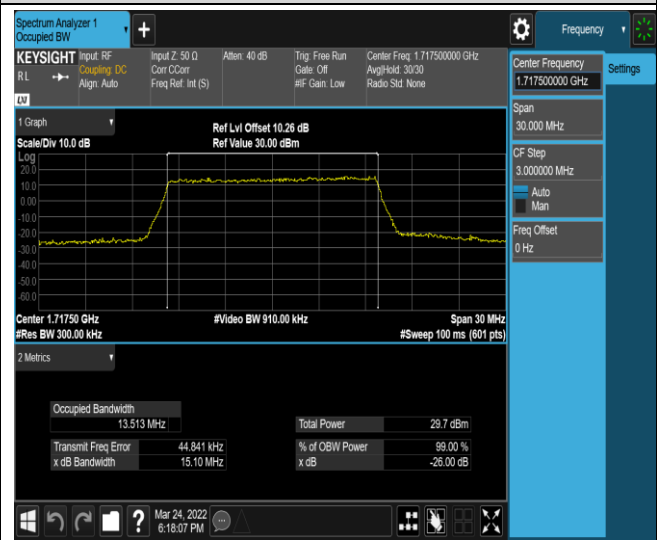 Spectrum Analyzer 1
Occupied BW
+
Frequency
KEYSIGHT
R L
LXI
Input: RF
Coupling: DC
Align: Auto
Input Z: 50 Ω
Corr CCorr
Freq Ref: Int (S)
Atten: 40 dB
Trig: Free Run
Gate: Off
#IF Gain: Low
Center Freq: 1.717500000 GHz
Avg|Hold: 30/30
Radio Std: None
Center Frequency
1.717500000 GHz
Settings
Span
30.000 MHz
CF Step
3.000000 MHz
Auto
Man
Freq Offset
0 Hz
1 Graph
Scale/Div 10.0 dB
Ref Lvl Offset 10.26 dB
Ref Value 30.00 dBm
Log
20.0
10.0
0.00
-10.0
-20.0
-30.0
-40.0
-50.0
-60.0
Center 1.71750 GHz
#Video BW 910.00 kHz
Span 30 MHz
#Res BW 300.00 kHz
#Sweep 100 ms (601 pts)
2 Metrics
Occupied Bandwidth
13.513 MHz
Total Power 29.7 dBm
Transmit Freq Error 44.841 kHz
% of OBW Power 99.00 %
x dB Bandwidth 15.10 MHz
x dB -26.00 dB
?
Mar 24, 2022
6:18:07 PM